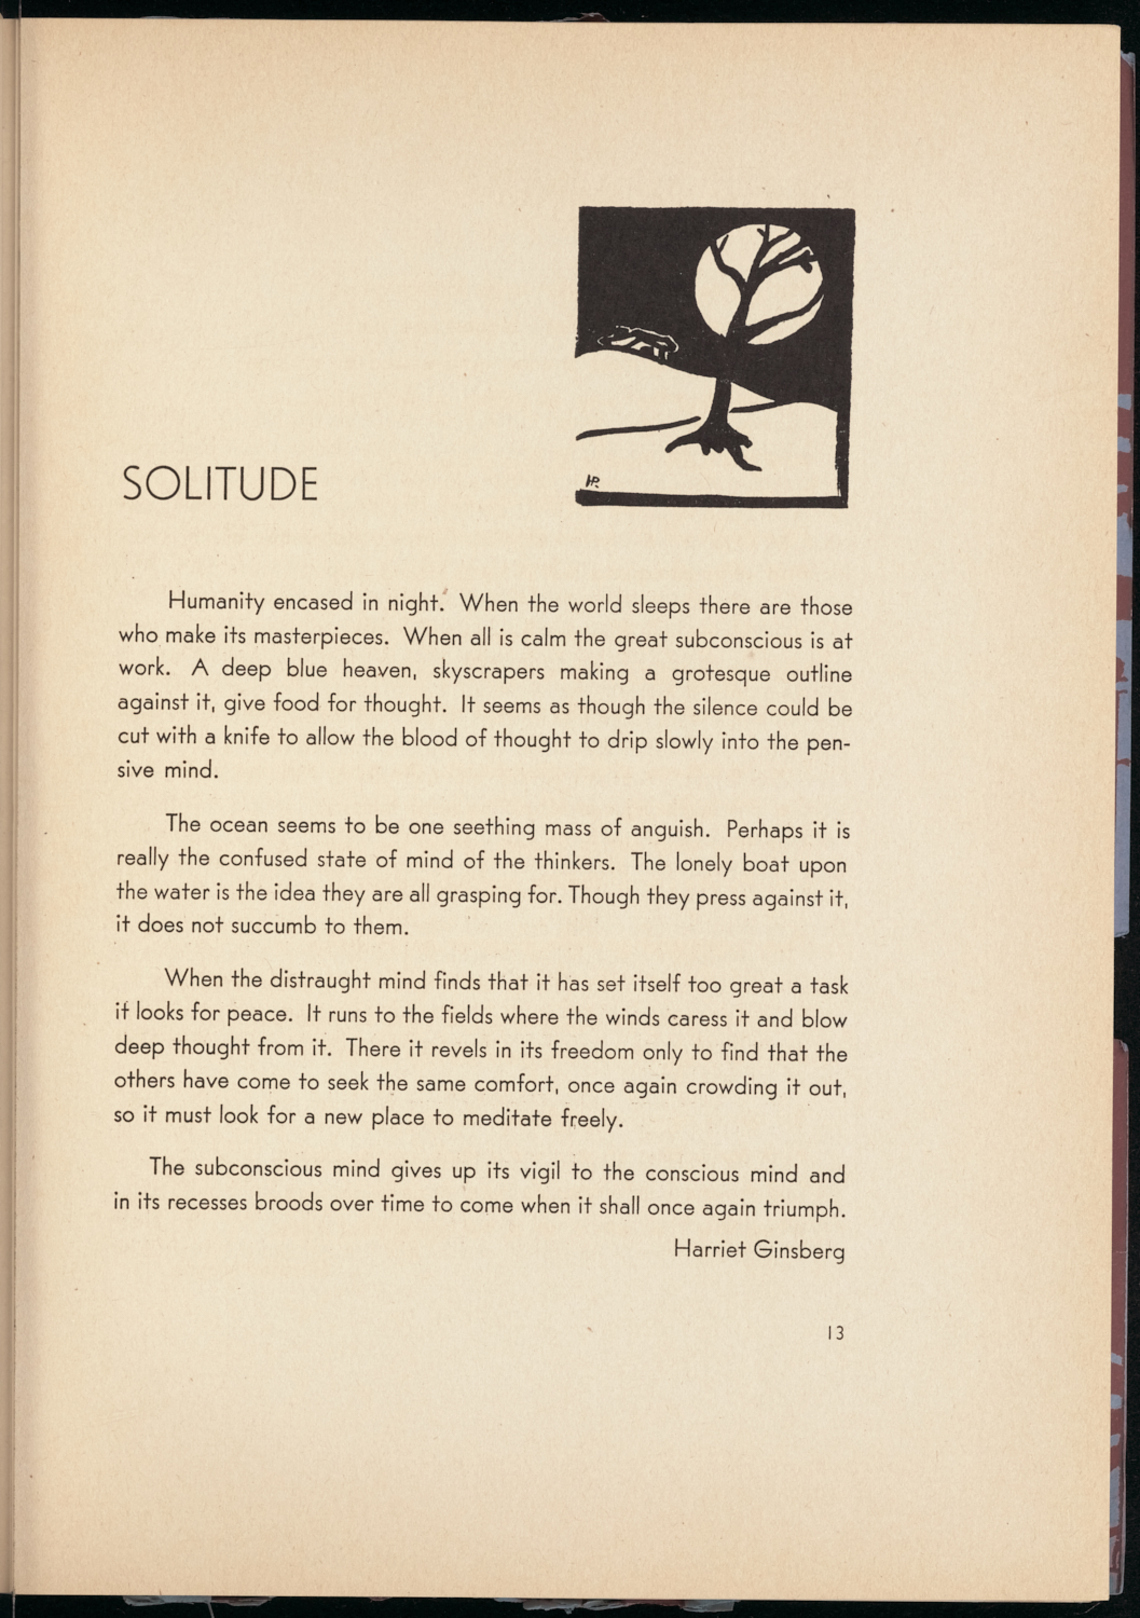 HR
SOLITUDE
Humanity encased in night. When the world sleeps there are those
who make its masterpieces. When all is calm the great subconscious is at
work. A deep blue heaven, skyscrapers making a grotesque outline
against it, give food for thought. It seems as though the silence could be
cut with a knife to allow the blood of thought to drip slowly into the pen-
sive mind.
The ocean seems to be one seething mass of anguish. Perhaps it is
really the confused state of mind of the thinkers. The lonely boat upon
the water is the idea they are all grasping for. Though they press against it,
it does not succumb to them.
When the distraught mind finds that it has set itself too great a task
it looks for peace. It runs to the fields where the winds caress it and blow
deep thought from it. There it revels in its freedom only to find that the
others have come to seek the same comfort, once again crowding it out,
so it must look for a new place to meditate freely.
The subconscious mind gives up its vigil to the conscious mind and
in its recesses broods over time to come when it shall once again triumph.
Harriet Ginsberg
13